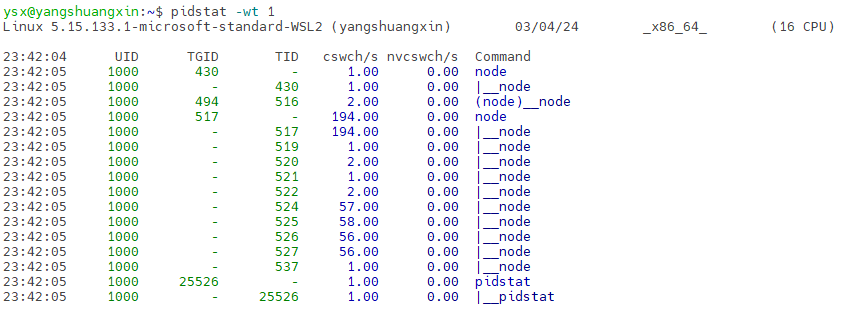 ysx@yangshuangxin:~$ pidstat -wt 1
Linux 5.15.133.1-microsoft-standard-WSL2 (yangshuangxin)        03/04/24        _x86_64_        (16 CPU)
23:42:04      UID      TGID       TID   cswch/s nvcswch/s  Command
23:42:05     1000       430         -      1.00      0.00  node
23:42:05     1000         -       430      1.00      0.00  |__node
23:42:05     1000       494       516      2.00      0.00  (node)__node
23:42:05     1000       517         -    194.00      0.00  node
23:42:05     1000         -       517    194.00      0.00  |__node
23:42:05     1000         -       519      1.00      0.00  |__node
23:42:05     1000         -       520      2.00      0.00  |__node
23:42:05     1000         -       521      1.00      0.00  |__node
23:42:05     1000         -       522      2.00      0.00  |__node
23:42:05     1000         -       524     57.00      0.00  |__node
23:42:05     1000         -       525     58.00      0.00  |__node
23:42:05     1000         -       526     56.00      0.00  |__node
23:42:05     1000         -       527     56.00      0.00  |__node
23:42:05     1000         -       537      1.00      0.00  |__node
23:42:05     1000     25526         -      1.00      0.00  pidstat
23:42:05     1000         -     25526      1.00      0.00  |__pidstat